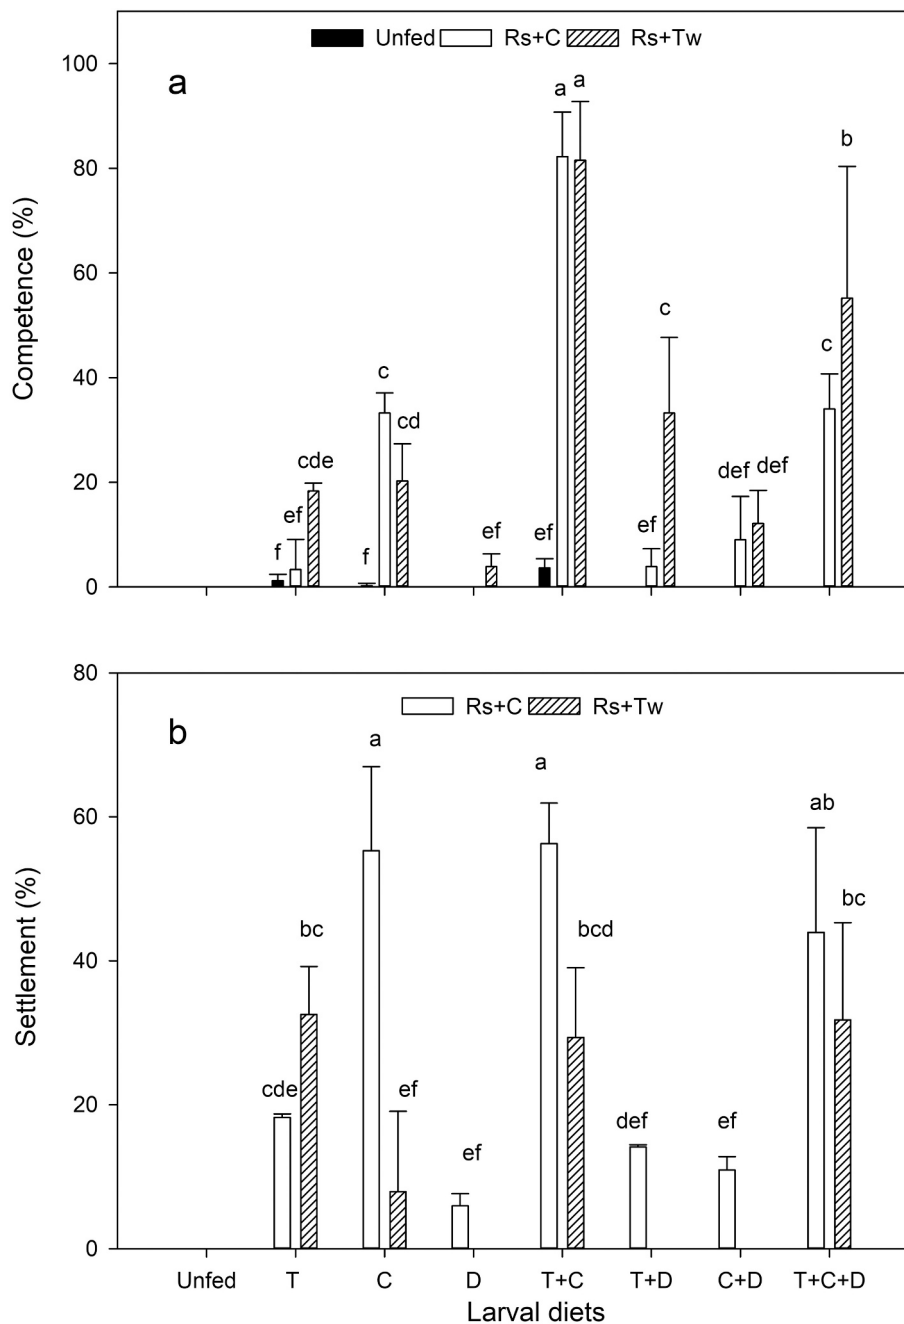 Unfed Rs+C Rs+Tw
a
Competence (%)
100
80
60
40
20
0
f ef cde
f c cd
ef
ef a a
ef c
def def
c b
Rs+C Rs+Tw
b
Settlement (%)
80
60
40
20
0
cde bc
a ef
ef
a bcd
def
ef
ab bc
Unfed T C D T+C T+D C+D T+C+D
Larval diets